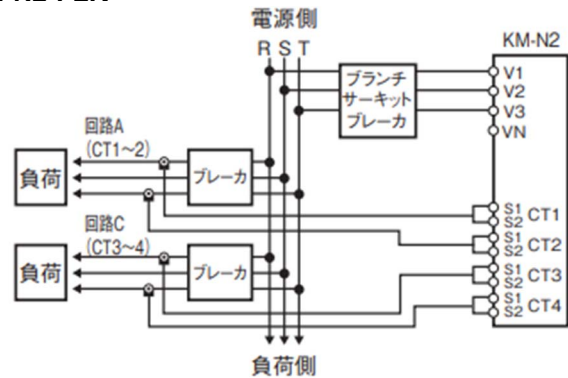 電源側
R S T
KM-N2
ブランチ
サーキット
ブレーカ
V1
V2
V3
VN
回路A
(CT1~2)
負荷
ブレーカ
回路C
(CT3~4)
負荷
ブレーカ
S1
S2
CT1
S1
S2
CT2
S1
S2
CT3
S1
S2
CT4
負荷側